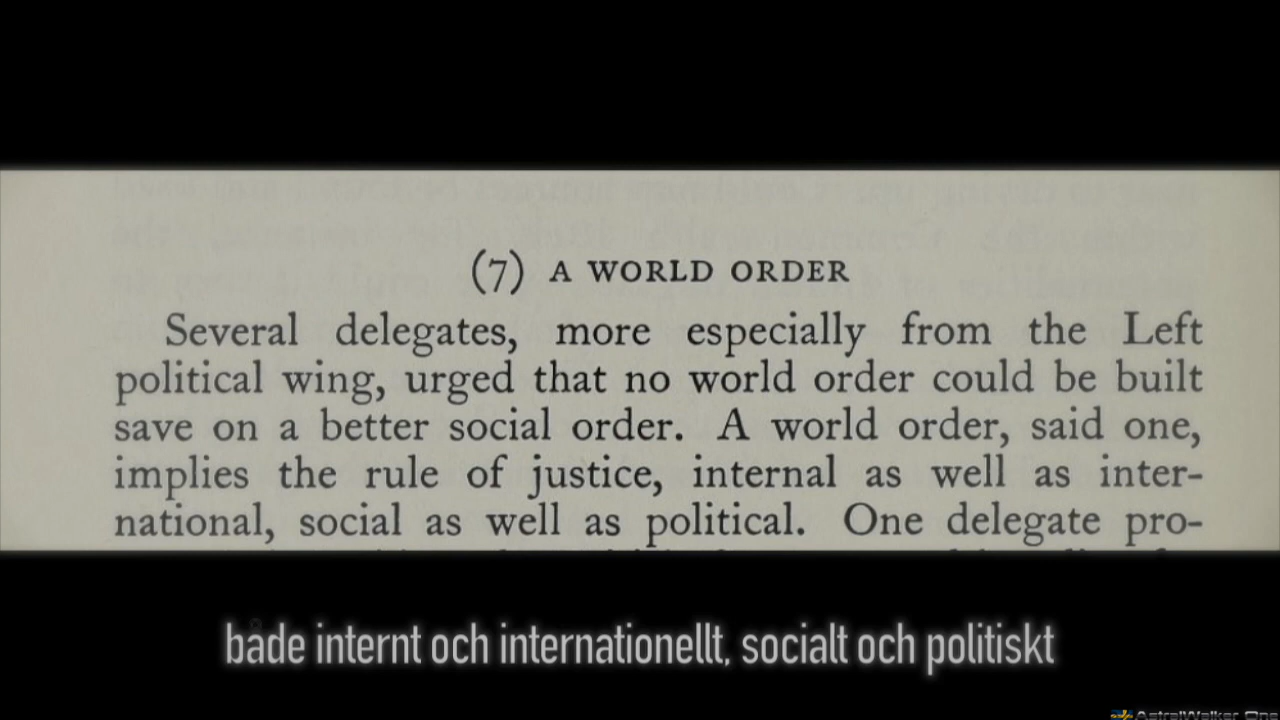 (7) A WORLD ORDER
Several delegates, more especially from the Left
political wing, urged that no world order could be built
save on a better social order. A world order, said one,
implies the rule of justice, internal as well as inter-
national, social as well as political. One delegate pro-
både internt och internationellt, socialt och politiskt
AstralWalker One